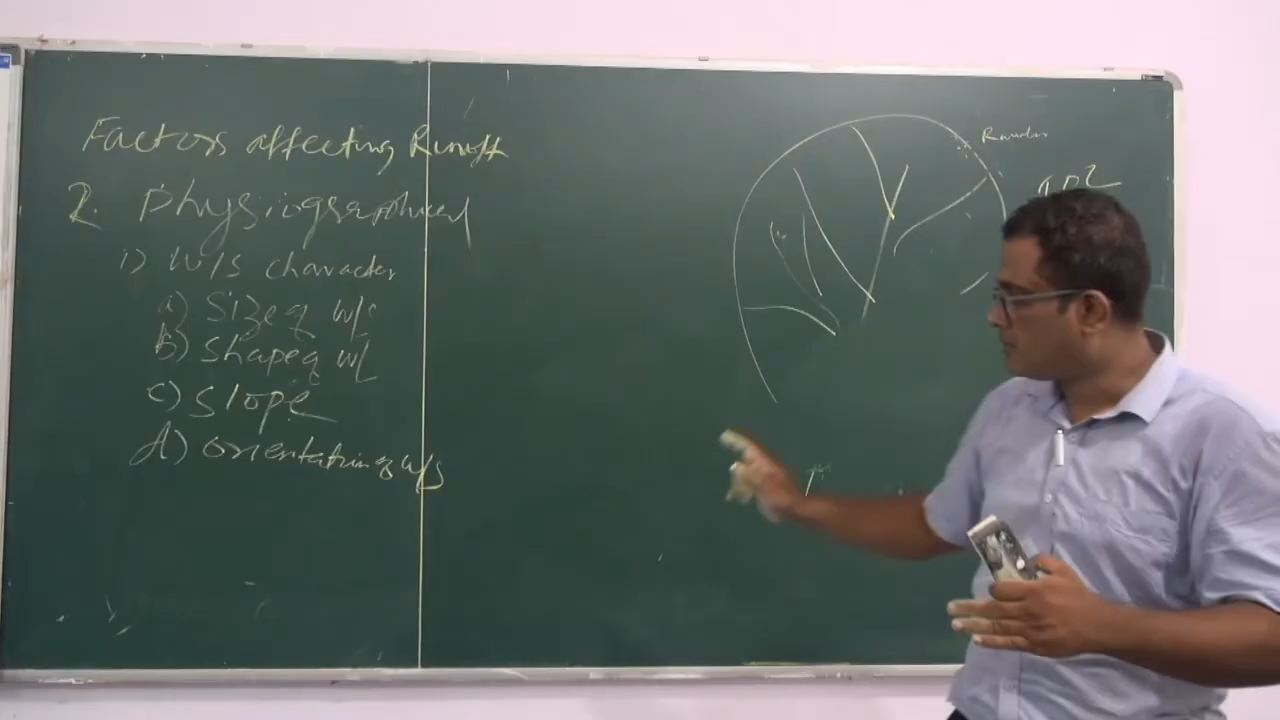 Factors affecting Runoff
2. Physiographical
i) W/S character
a) Size of W/S
b) Shape of W/
c) Slope
d) Orientation of W/S